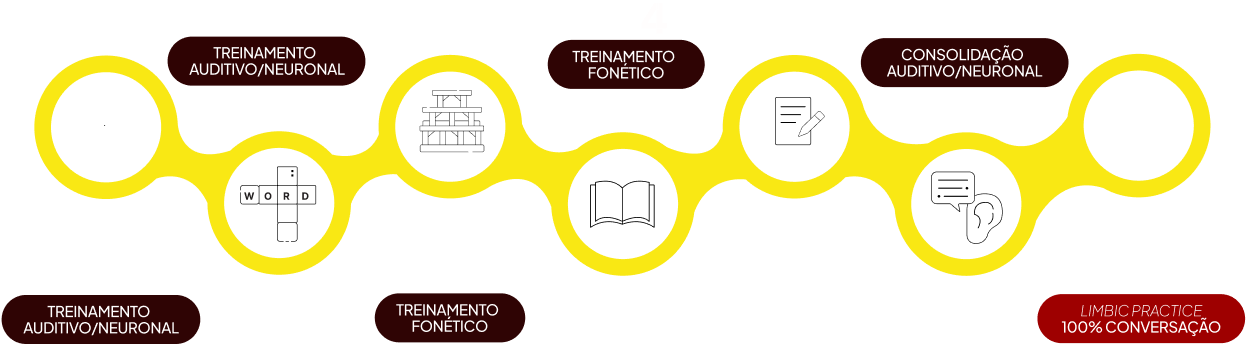 TREINAMENTO
AUDITIVO/NEURONAL
TREINAMENTO
FONÉTICO
CONSOLIDAÇÃO
AUDITIVO/NEURONAL
WORD
TREINAMENTO
AUDITIVO/NEURONAL
TREINAMENTO
FONÉTICO
LIMBIC PRACTICE
100% CONVERSAÇÃO